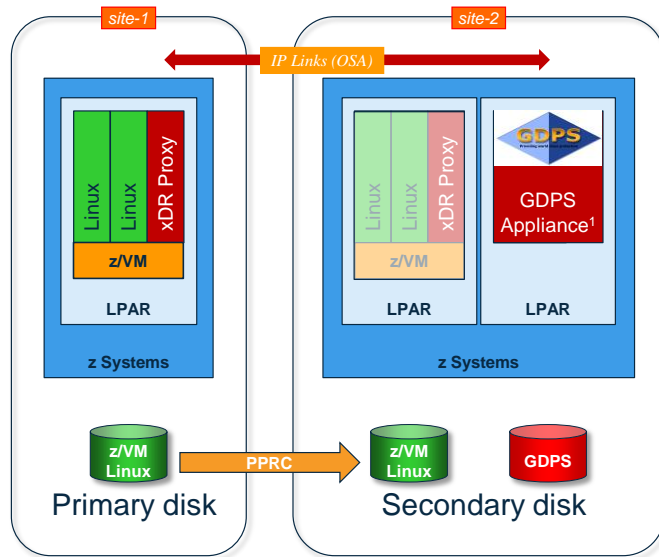 site-1
site-2
IP Links (OSA)
Linux
Linux
xDR Proxy
z/VM
LPAR
z Systems
Linux
Linux
xDR Proxy
z/VM
LPAR
GDPS
GDPS
Appliance¹
LPAR
z Systems
z/VM
Linux
PPRC
z/VM
Linux
GDPS
Primary disk
Secondary disk